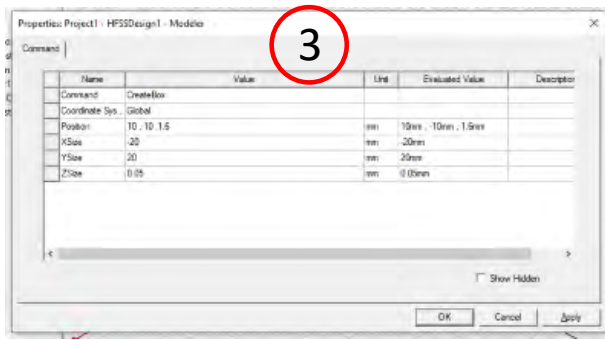 Properties: Project1 - HFSSDesign1 - Modeler
3
Command
Name Value Unit Evaluated Value Descriptor
Command CreateBox
Coordinate Sys... Global
Position 10 , 10 ,1.6 mm 10mm , -10mm , 1.6mm
XSize -20 mm -20mm
YSize 20 mm 20mm
ZSize 0.05 mm 0.05mm
Show Hidden
OK Cancel Apply